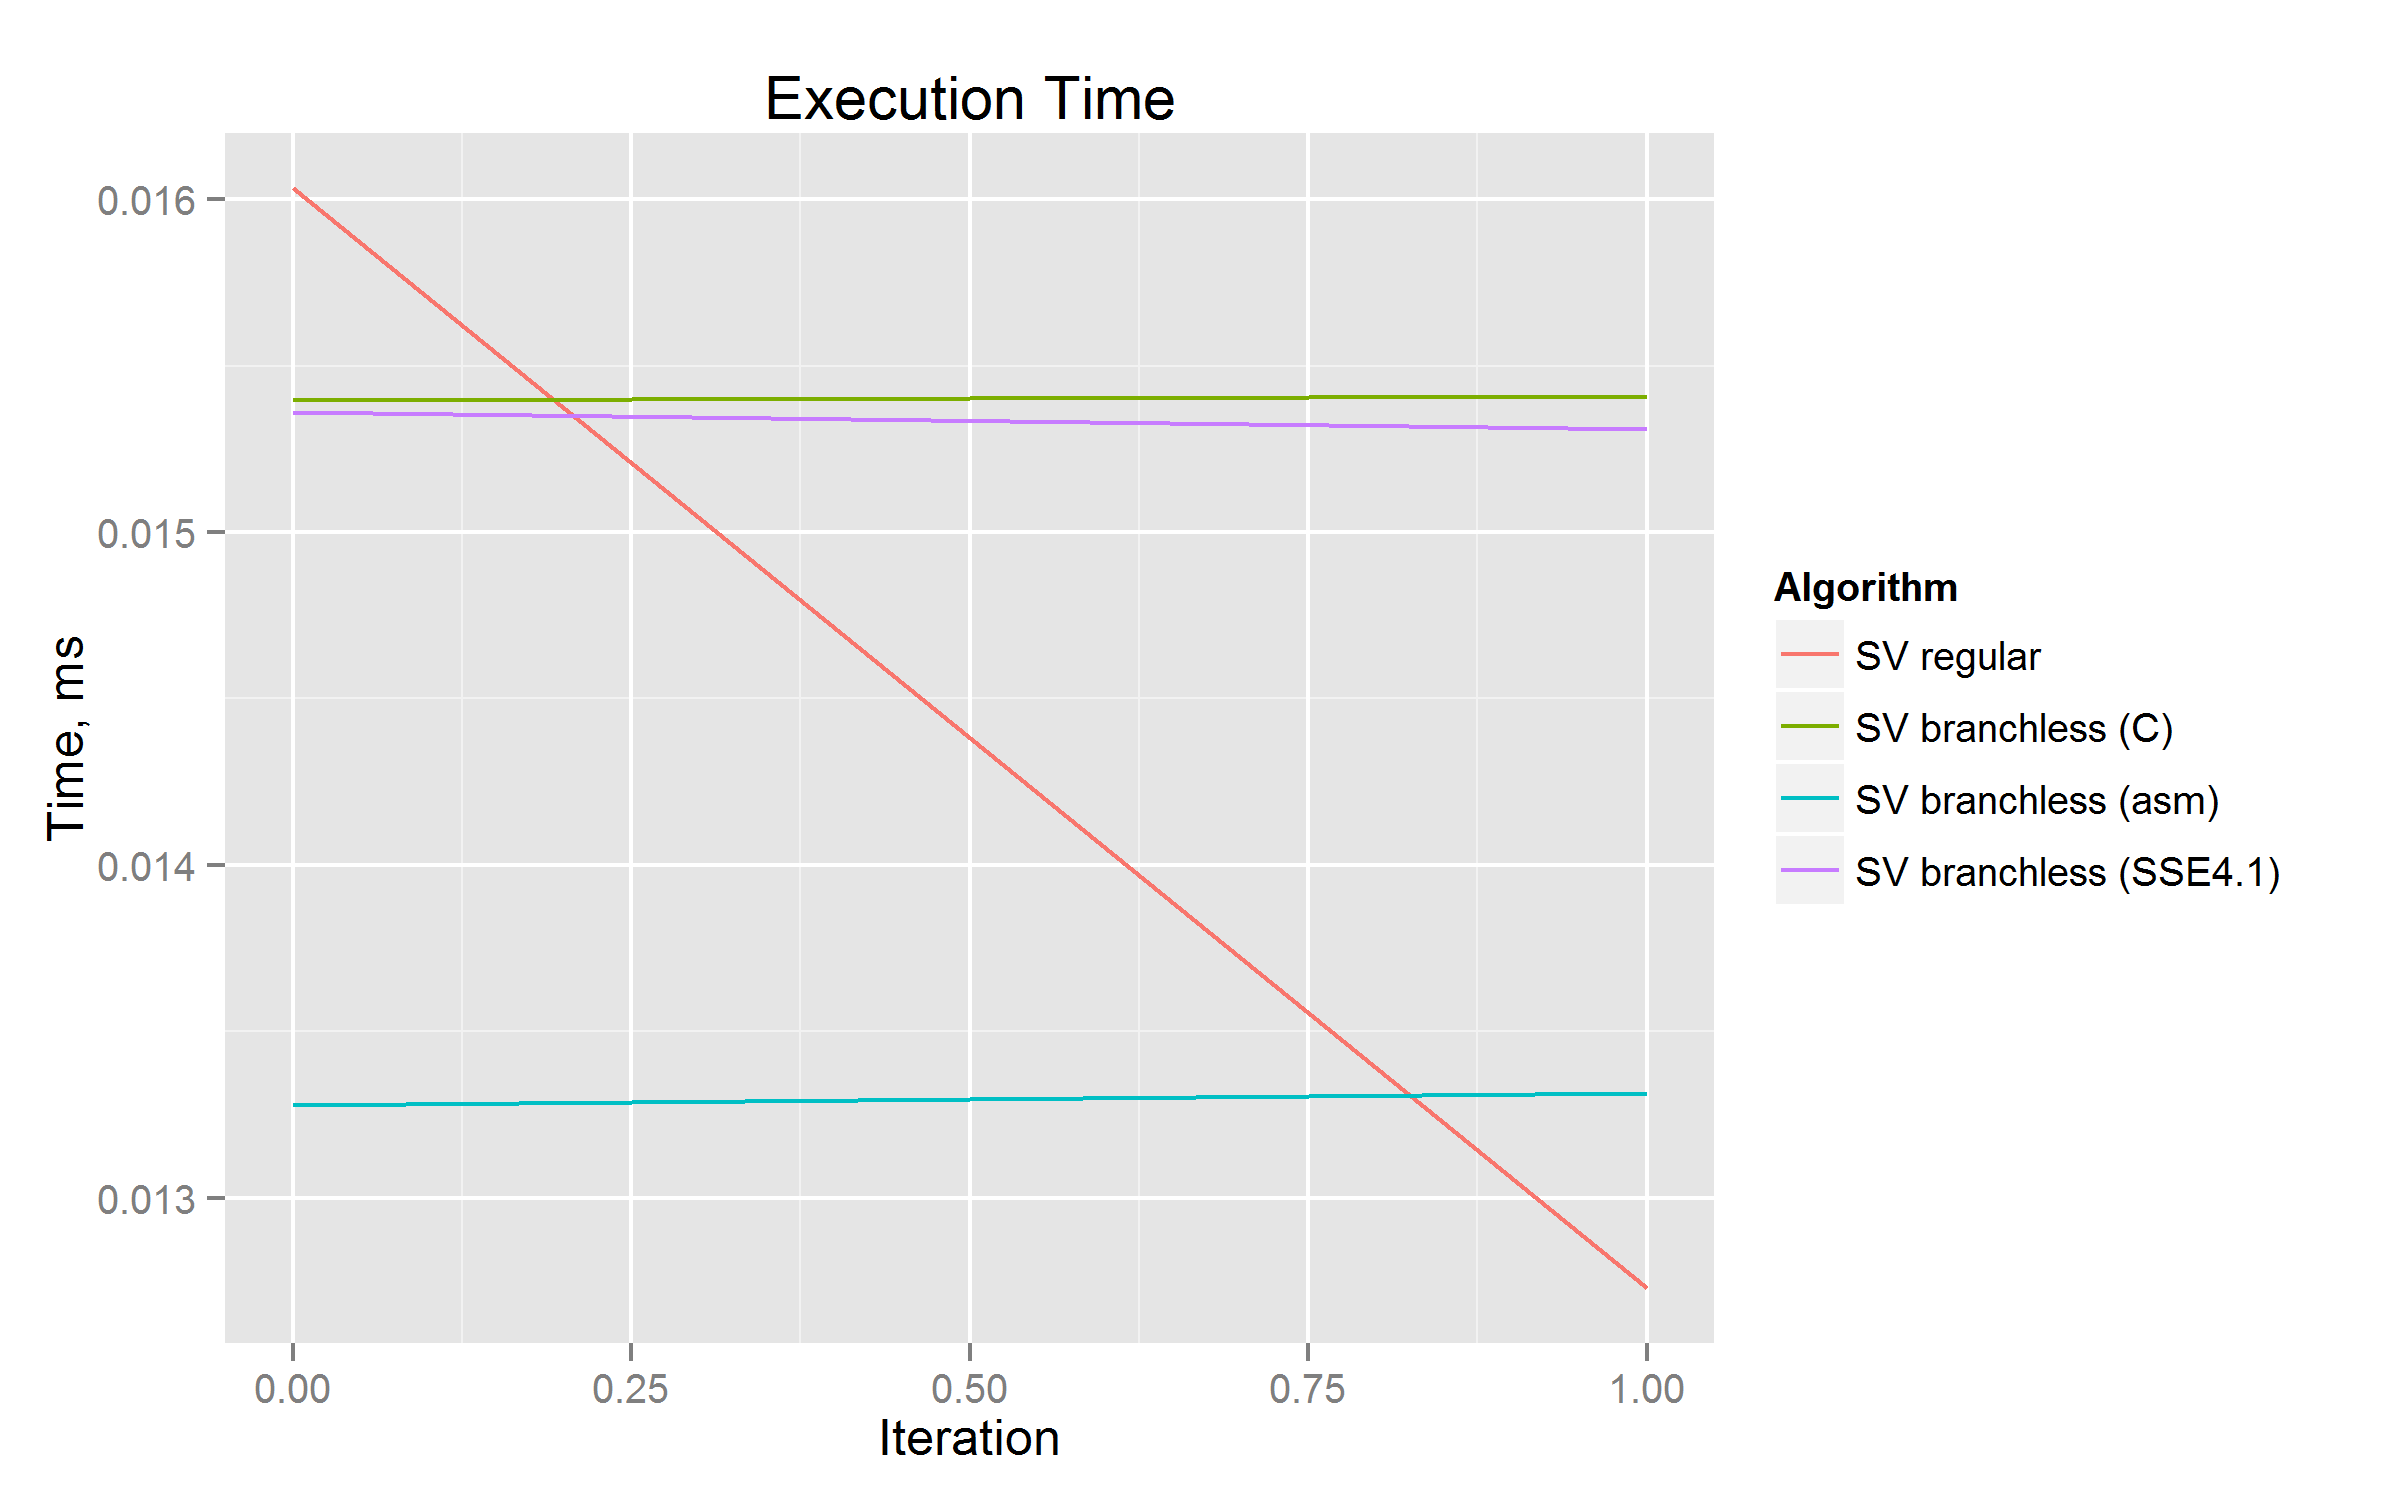 Execution Time
0.016
0.015
0.014
0.013
Time, ms
0.00 0.25 0.50 0.75 1.00
Iteration
Algorithm
SV regular
SV branchless (C)
SV branchless (asm)
SV branchless (SSE4.1)